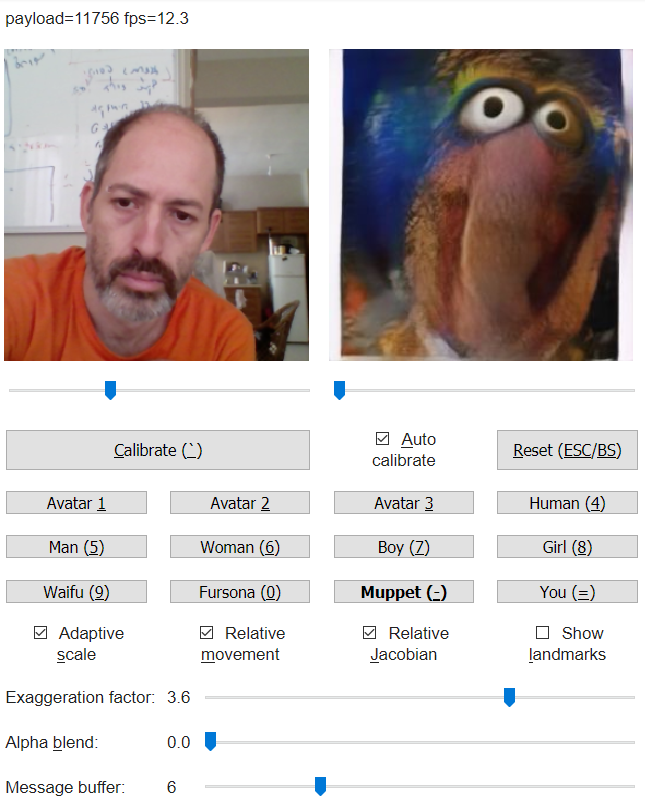 payload=11756 fps=12.3
Calibrate (`)
Auto
calibrate
Reset (ESC/BS)
Avatar 1
Avatar 2
Avatar 3
Human (4)
Man (5)
Woman (6)
Boy (7)
Girl (8)
Waifu (9)
Fursona (0)
Muppet (-)
You (=)
Adaptive
scale
Relative
movement
Relative
Jacobian
Show
landmarks
Exaggeration factor: 3.6
Alpha blend: 0.0
Message buffer: 6